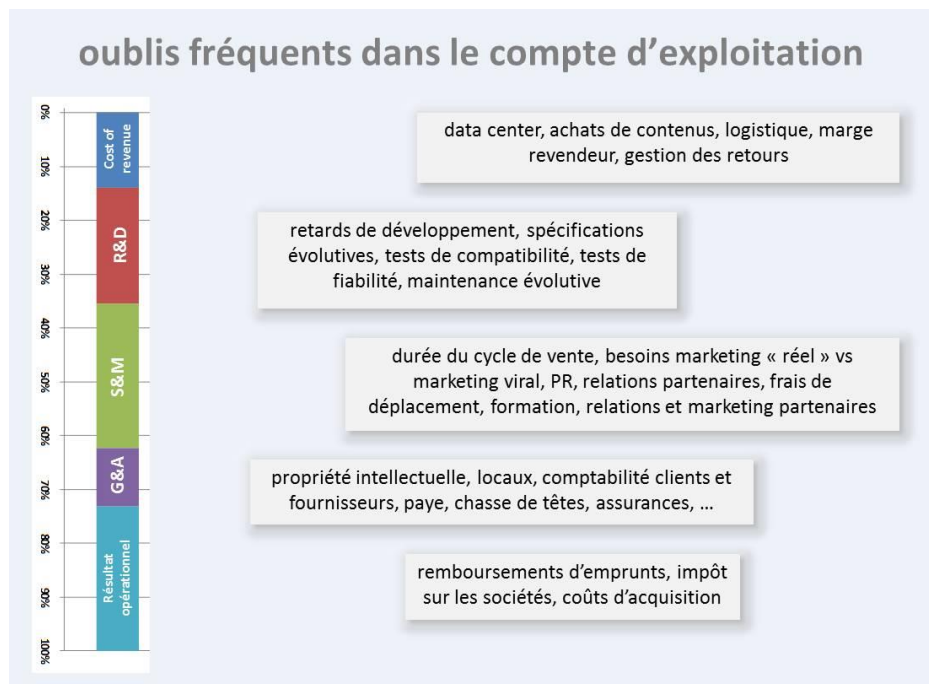 oublis fréquents dans le compte d’exploitation
0%
10%
20%
30%
40%
50%
60%
70%
80%
90%
100%
Cost of
revenue
R&D
S&M
G&A
Résultat
opérationnel
data center, achats de contenus, logistique, marge
revendeur, gestion des retours
retards de développement, spécifications
évolutives, tests de compatibilité, tests de
fiabilité, maintenance évolutive
durée du cycle de vente, besoins marketing « réel » vs
marketing viral, PR, relations partenaires, frais de
déplacement, formation, relations et marketing partenaires
propriété intellectuelle, locaux, comptabilité clients et
fournisseurs, paye, chasse de têtes, assurances, …
remboursements d’emprunts, impôt
sur les sociétés, coûts d’acquisition